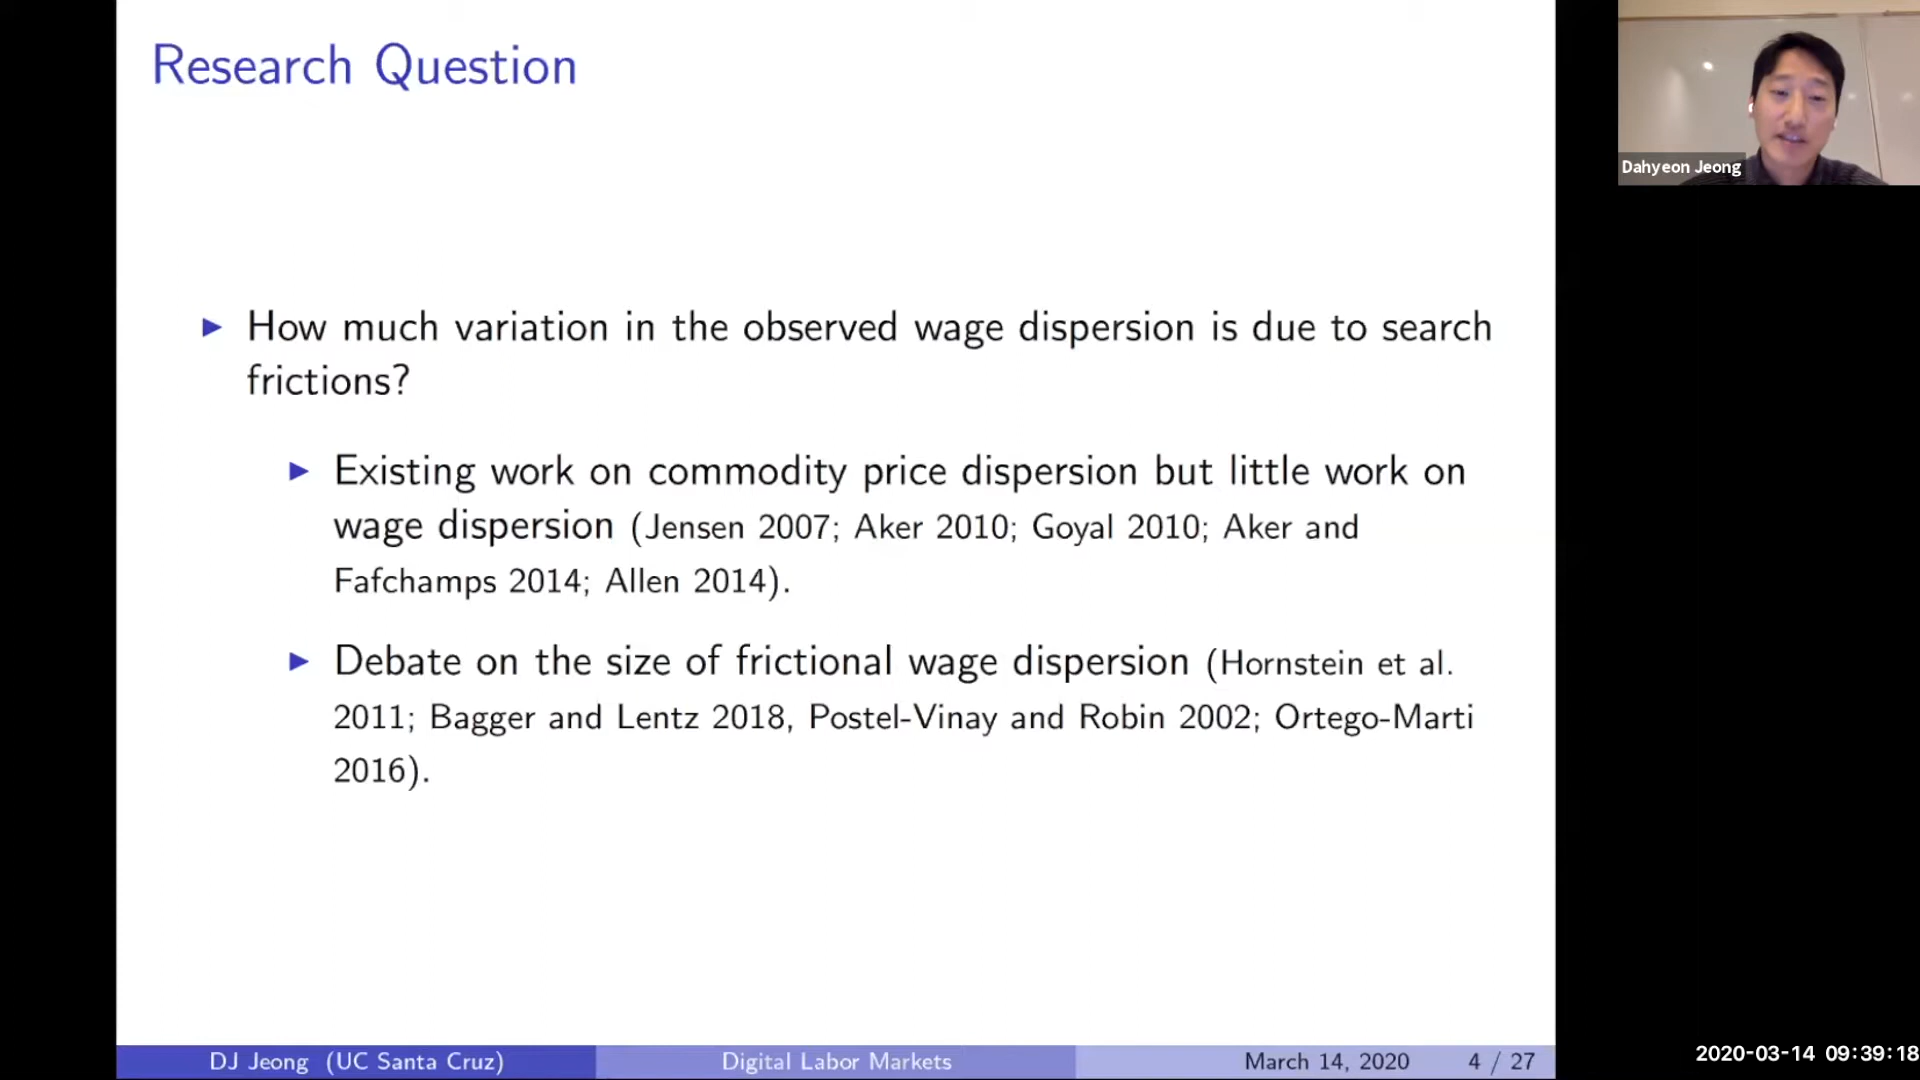 Research Question
Dahyeon Jeong
▶ How much variation in the observed wage dispersion is due to search
frictions?
▶ Existing work on commodity price dispersion but little work on
wage dispersion (Jensen 2007; Aker 2010; Goyal 2010; Aker and
Fafchamps 2014; Allen 2014).
▶ Debate on the size of frictional wage dispersion (Hornstein et al.
2011; Bagger and Lentz 2018, Postel-Vinay and Robin 2002; Ortego-Marti
2016).
DJ Jeong (UC Santa Cruz) Digital Labor Markets March 14, 2020 4 / 27
2020-03-14 09:39:18